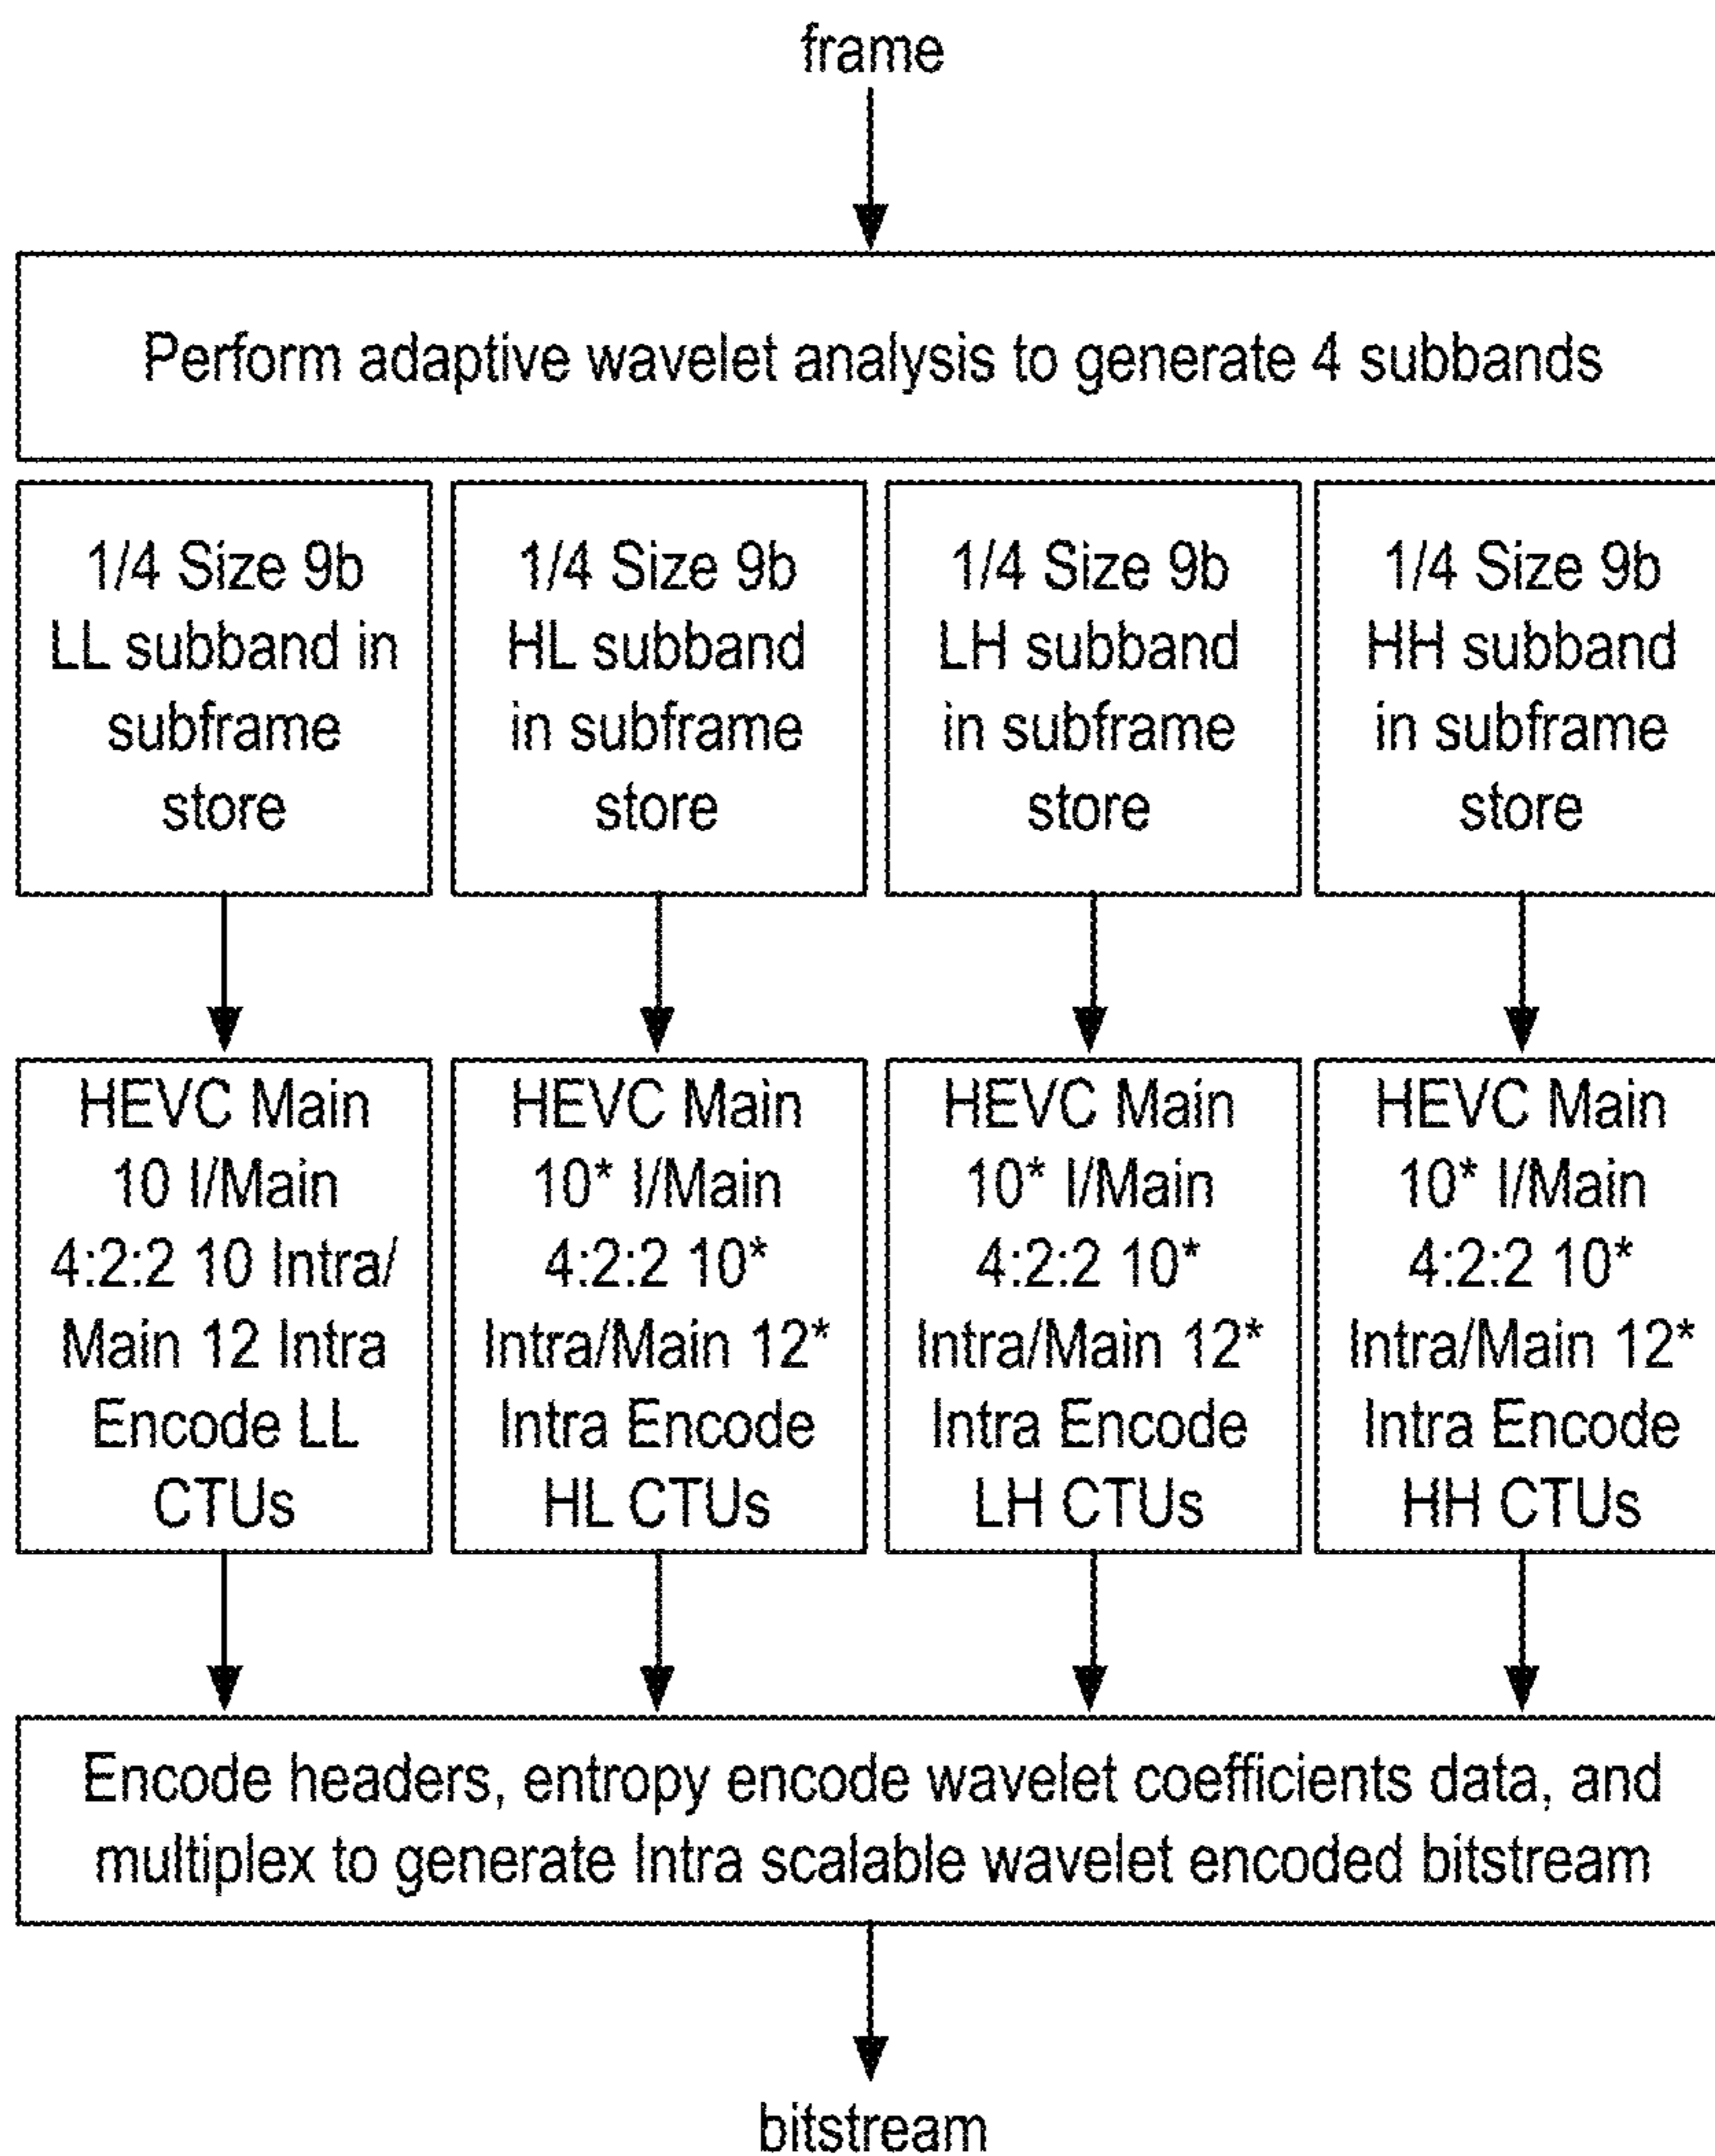 frame
Perform adaptive wavelet analysis to generate 4 subbands
1/4 Size 9b
LL subband in
subframe
store
1/4 Size 9b
HL subband
in subframe
store
1/4 Size 9b
LH subband
in subframe
store
1/4 Size 9b
HH subband
in subframe
store
HEVC Main
10 I/Main
4:2:2 10 Intra/
Main 12 Intra
Encode LL
CTUs
HEVC Main
10* I/Main
4:2:2 10*
Intra/Main 12*
Intra Encode
HL CTUs
HEVC Main
10* I/Main
4:2:2 10*
Intra/Main 12*
Intra Encode
LH CTUs
HEVC Main
10* I/Main
4:2:2 10*
Intra/Main 12*
Intra Encode
HH CTUs
Encode headers, entropy encode wavelet coefficients data, and
multiplex to generate Intra scalable wavelet encoded bitstream
bitstream